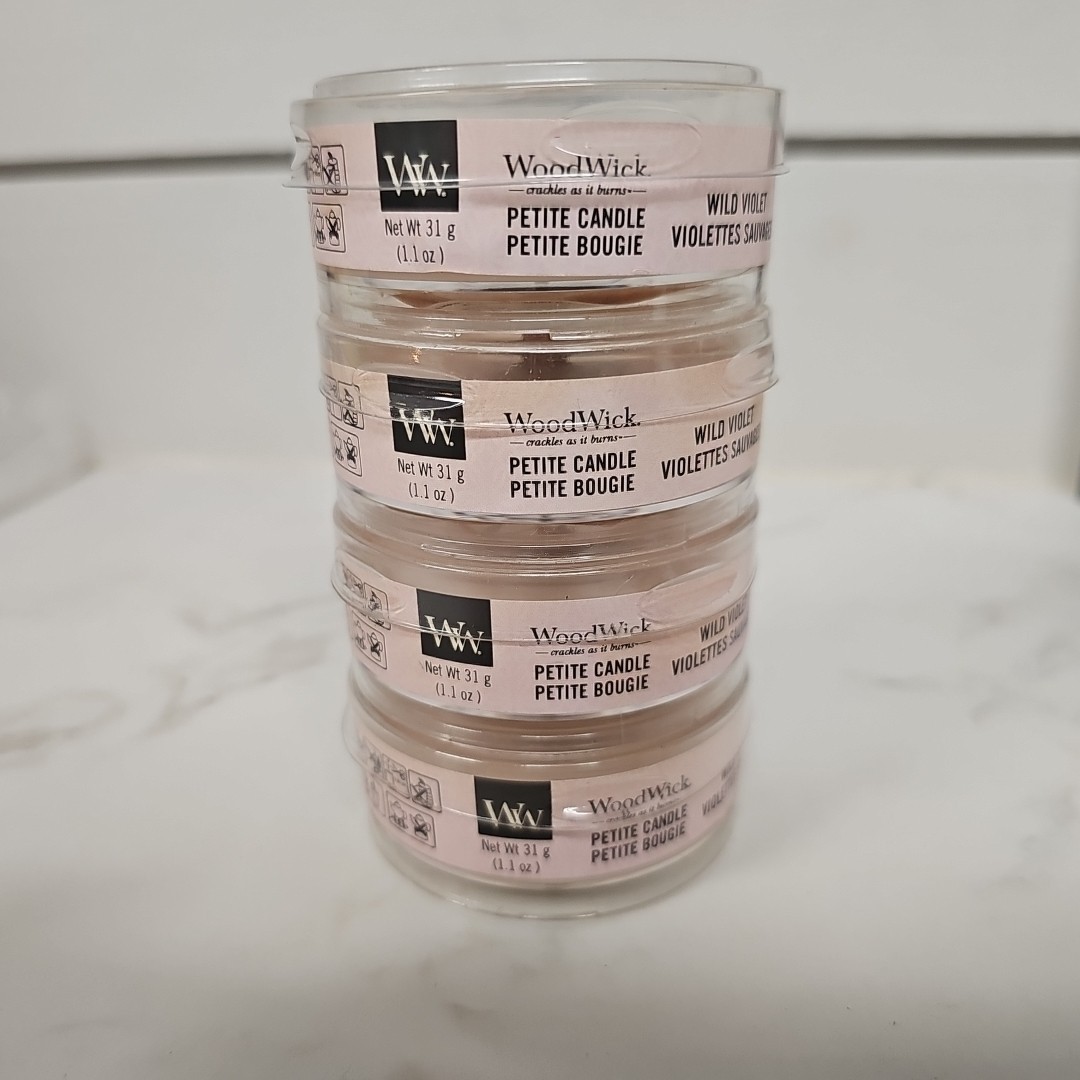 WW.
WoodWick.
crackles as it burns
Net Wt 31 g
(1.1 oz)
PETITE CANDLE
PETITE BOUGIE
WILD VIOLET
VIOLETTES
WW.
WoodWick.
crackles as it burns
Net Wt 31 g
(1.1 oz)
PETITE CANDLE
PETITE BOUGIE
WILD VIOLET
VIOLETTES
WW.
WoodWick
crackles as it burns
Net Wt 31 g
(1.1 oz)
PETITE CANDLE
PETITE BOUGIE
WILD
VIOLETTES
WW.
WoodWick.
Net Wt 31 g
(1.1 oz)
PETITE CANDLE
PETITE BOUGIE